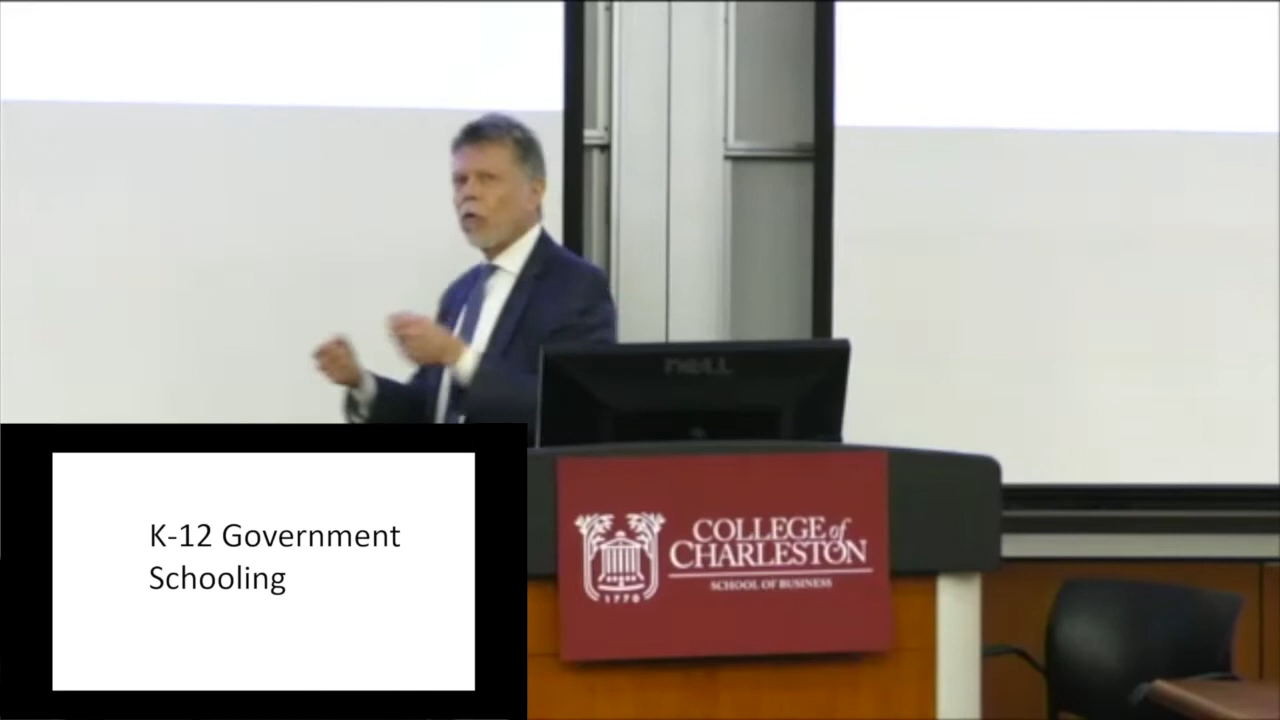 DELL
COLLEGE of
CHARLESTON
SCHOOL OF BUSINESS
1770
K-12 Government
Schooling